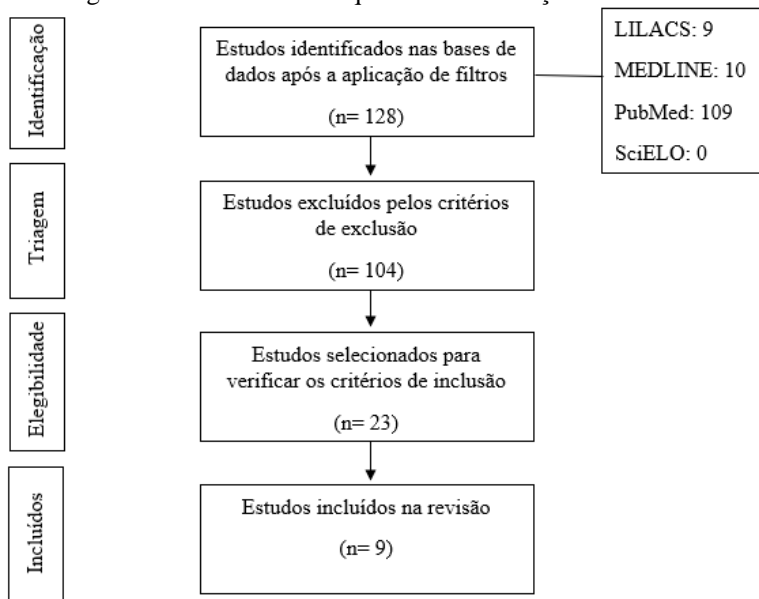 Identificação
Estudos identificados nas bases de
dados após a aplicação de filtros
(n= 128)
LILACS: 9
MEDLINE: 10
PubMed: 109
SciELO: 0
Triagem
Estudos excluídos pelos critérios
de exclusão
(n= 104)
Elegibilidade
Estudos selecionados para
verificar os critérios de inclusão
(n= 23)
Incluídos
Estudos incluídos na revisão
(n= 9)